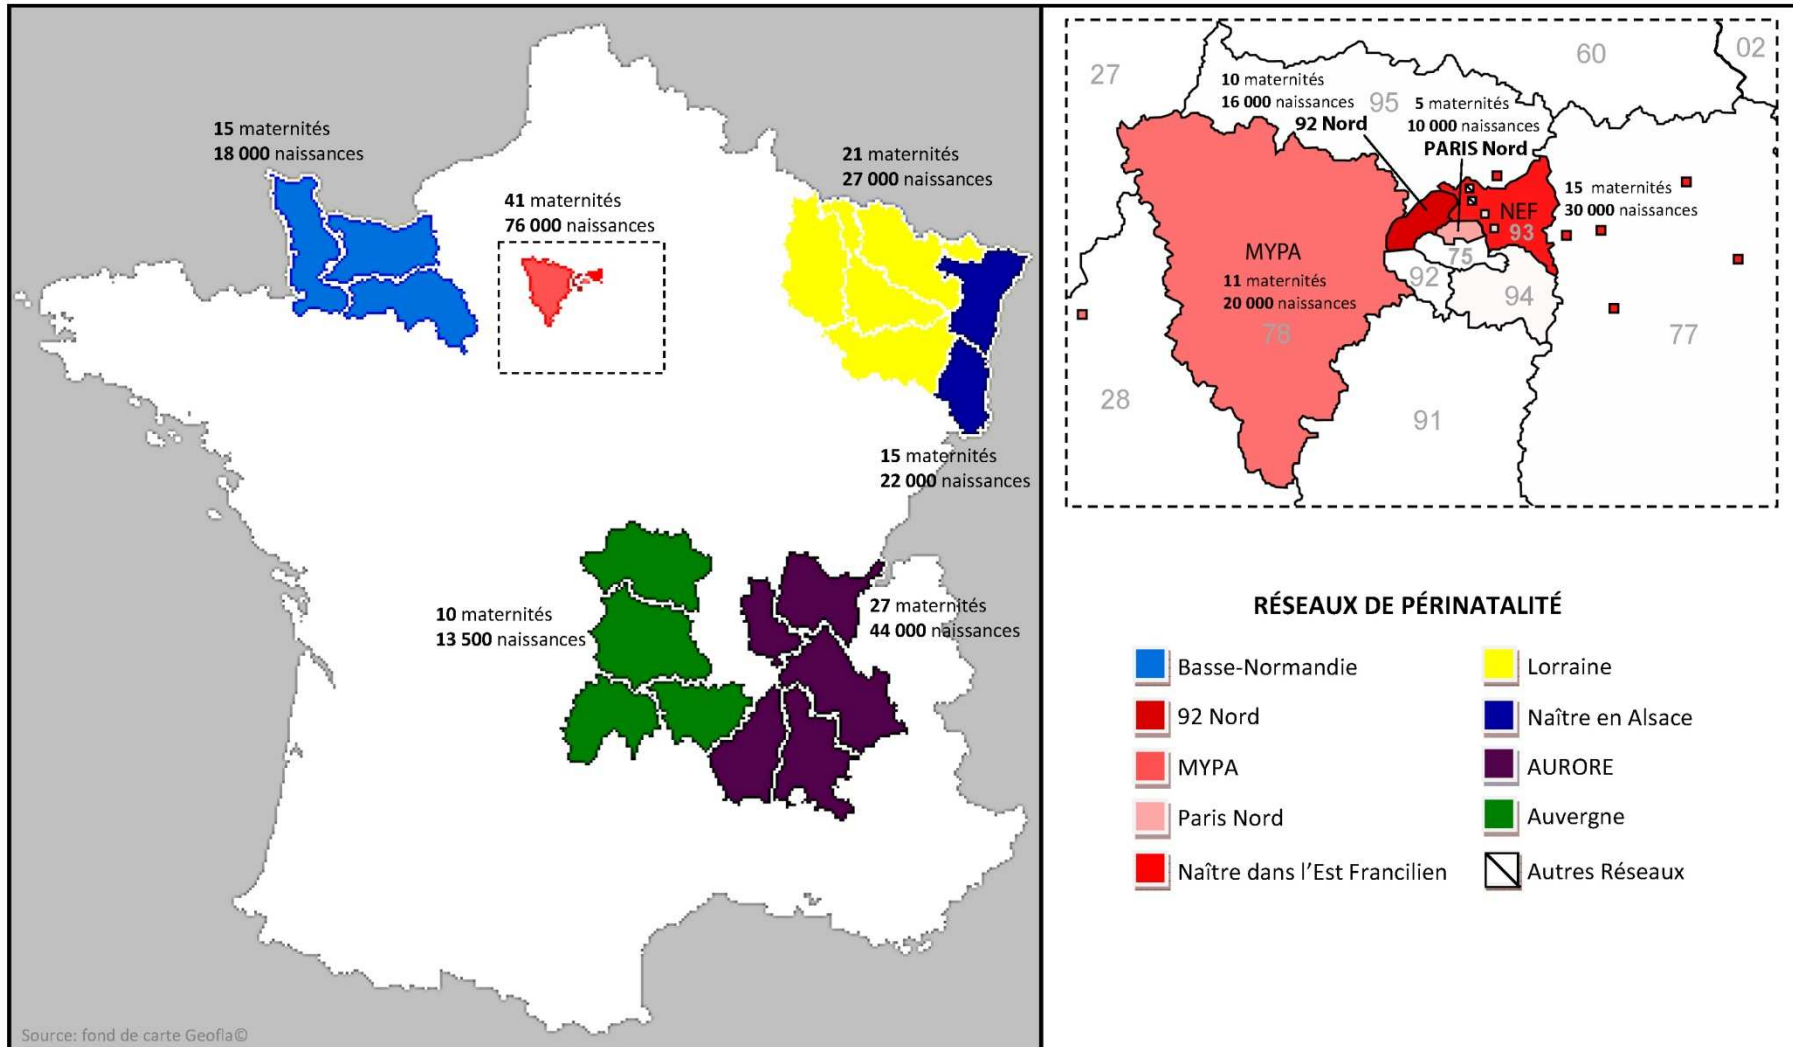 15 maternités
18 000 naissances
41 maternités
76 000 naissances
21 maternités
27 000 naissances
15 maternités
22 000 naissances
10 maternités
13 500 naissances
27 maternités
44 000 naissances
Source: fond de carte Geofla©
27
60
02
10 maternités
16 000 naissances
92 Nord
95
5 maternités
10 000 naissances
PARIS Nord
15 maternités
30 000 naissances
NEF
93
MYPA
11 maternités
20 000 naissances
78
75
92
94
77
28
91
RÉSEAUX DE PÉRINATALITÉ
Basse-Normandie
92 Nord
MYPA
Paris Nord
Naître dans l'Est Francilien
Lorraine
Naître en Alsace
AURORE
Auvergne
Autres Réseaux